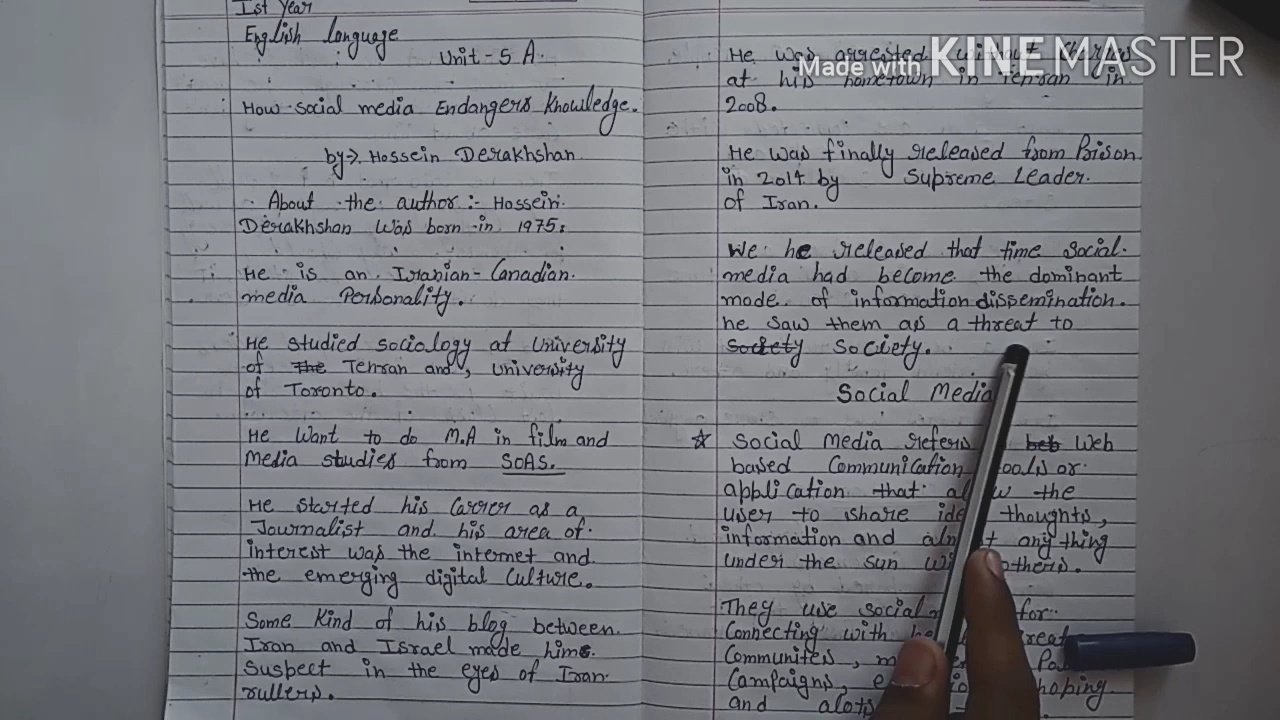 Ist Year
English language
Unit - 5 A.
How social media Endangers Knowledge.
by→ Hossein Derakhshan
About the author :- Hossein
Derakhshan was born in 1975.
He is an Iranian-Canadian
media Personality.
He studied sociology at University
of the Tehran and, University
of Toronto.
He Want to do M.A in film and
Media studies from SOAS.
He started his Carrer as a
Journalist and his area of
interest was the internet and
the emerging digital Culture.
Some Kind of his blog between
Iran and Israel made him
Suspect in the eyes of Iran
rullers.
Made with KINEMASTER
He was arrested without
at his hometown in Tehran in
2008.
He was finally released from Prison
in 2014 by Supreme Leader
of Iran.
We he released that time Social
media had become the dominant
mode of information dissemination.
he saw them as a threat to
society society.
Social Media
☆ Social Media refers Web
based Communication or
application that the
user to share thoughts,
information and any thing
under the sun
They use social for
Connecting with
Communites,
Campaigns, shoping
and